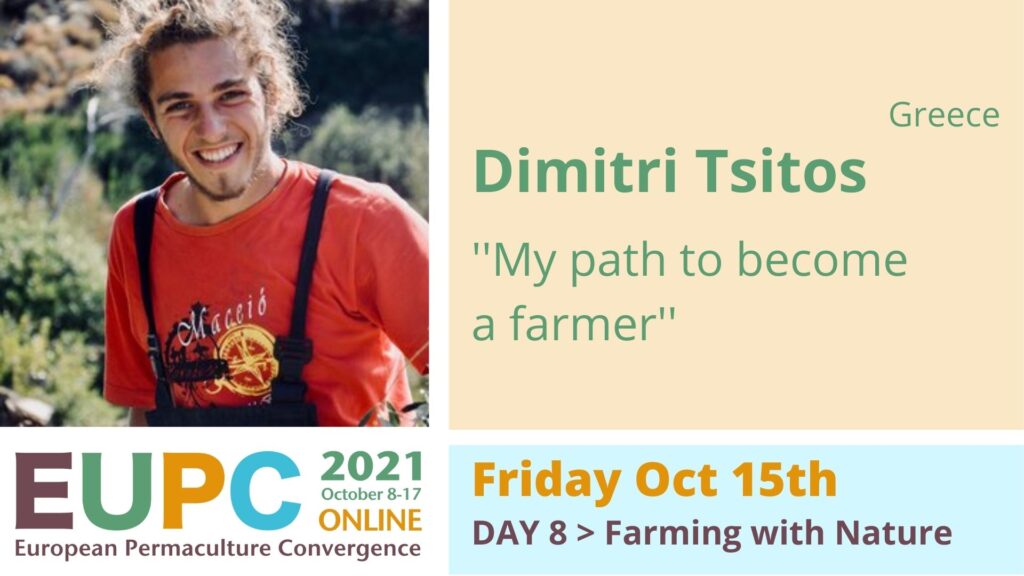 Maceió
EUPC
2021
October 8-17
ONLINE
European Permaculture Convergence
Greece
Dimitri Tsitos
''My path to become
a farmer''
Friday Oct 15th
DAY 8 > Farming with Nature